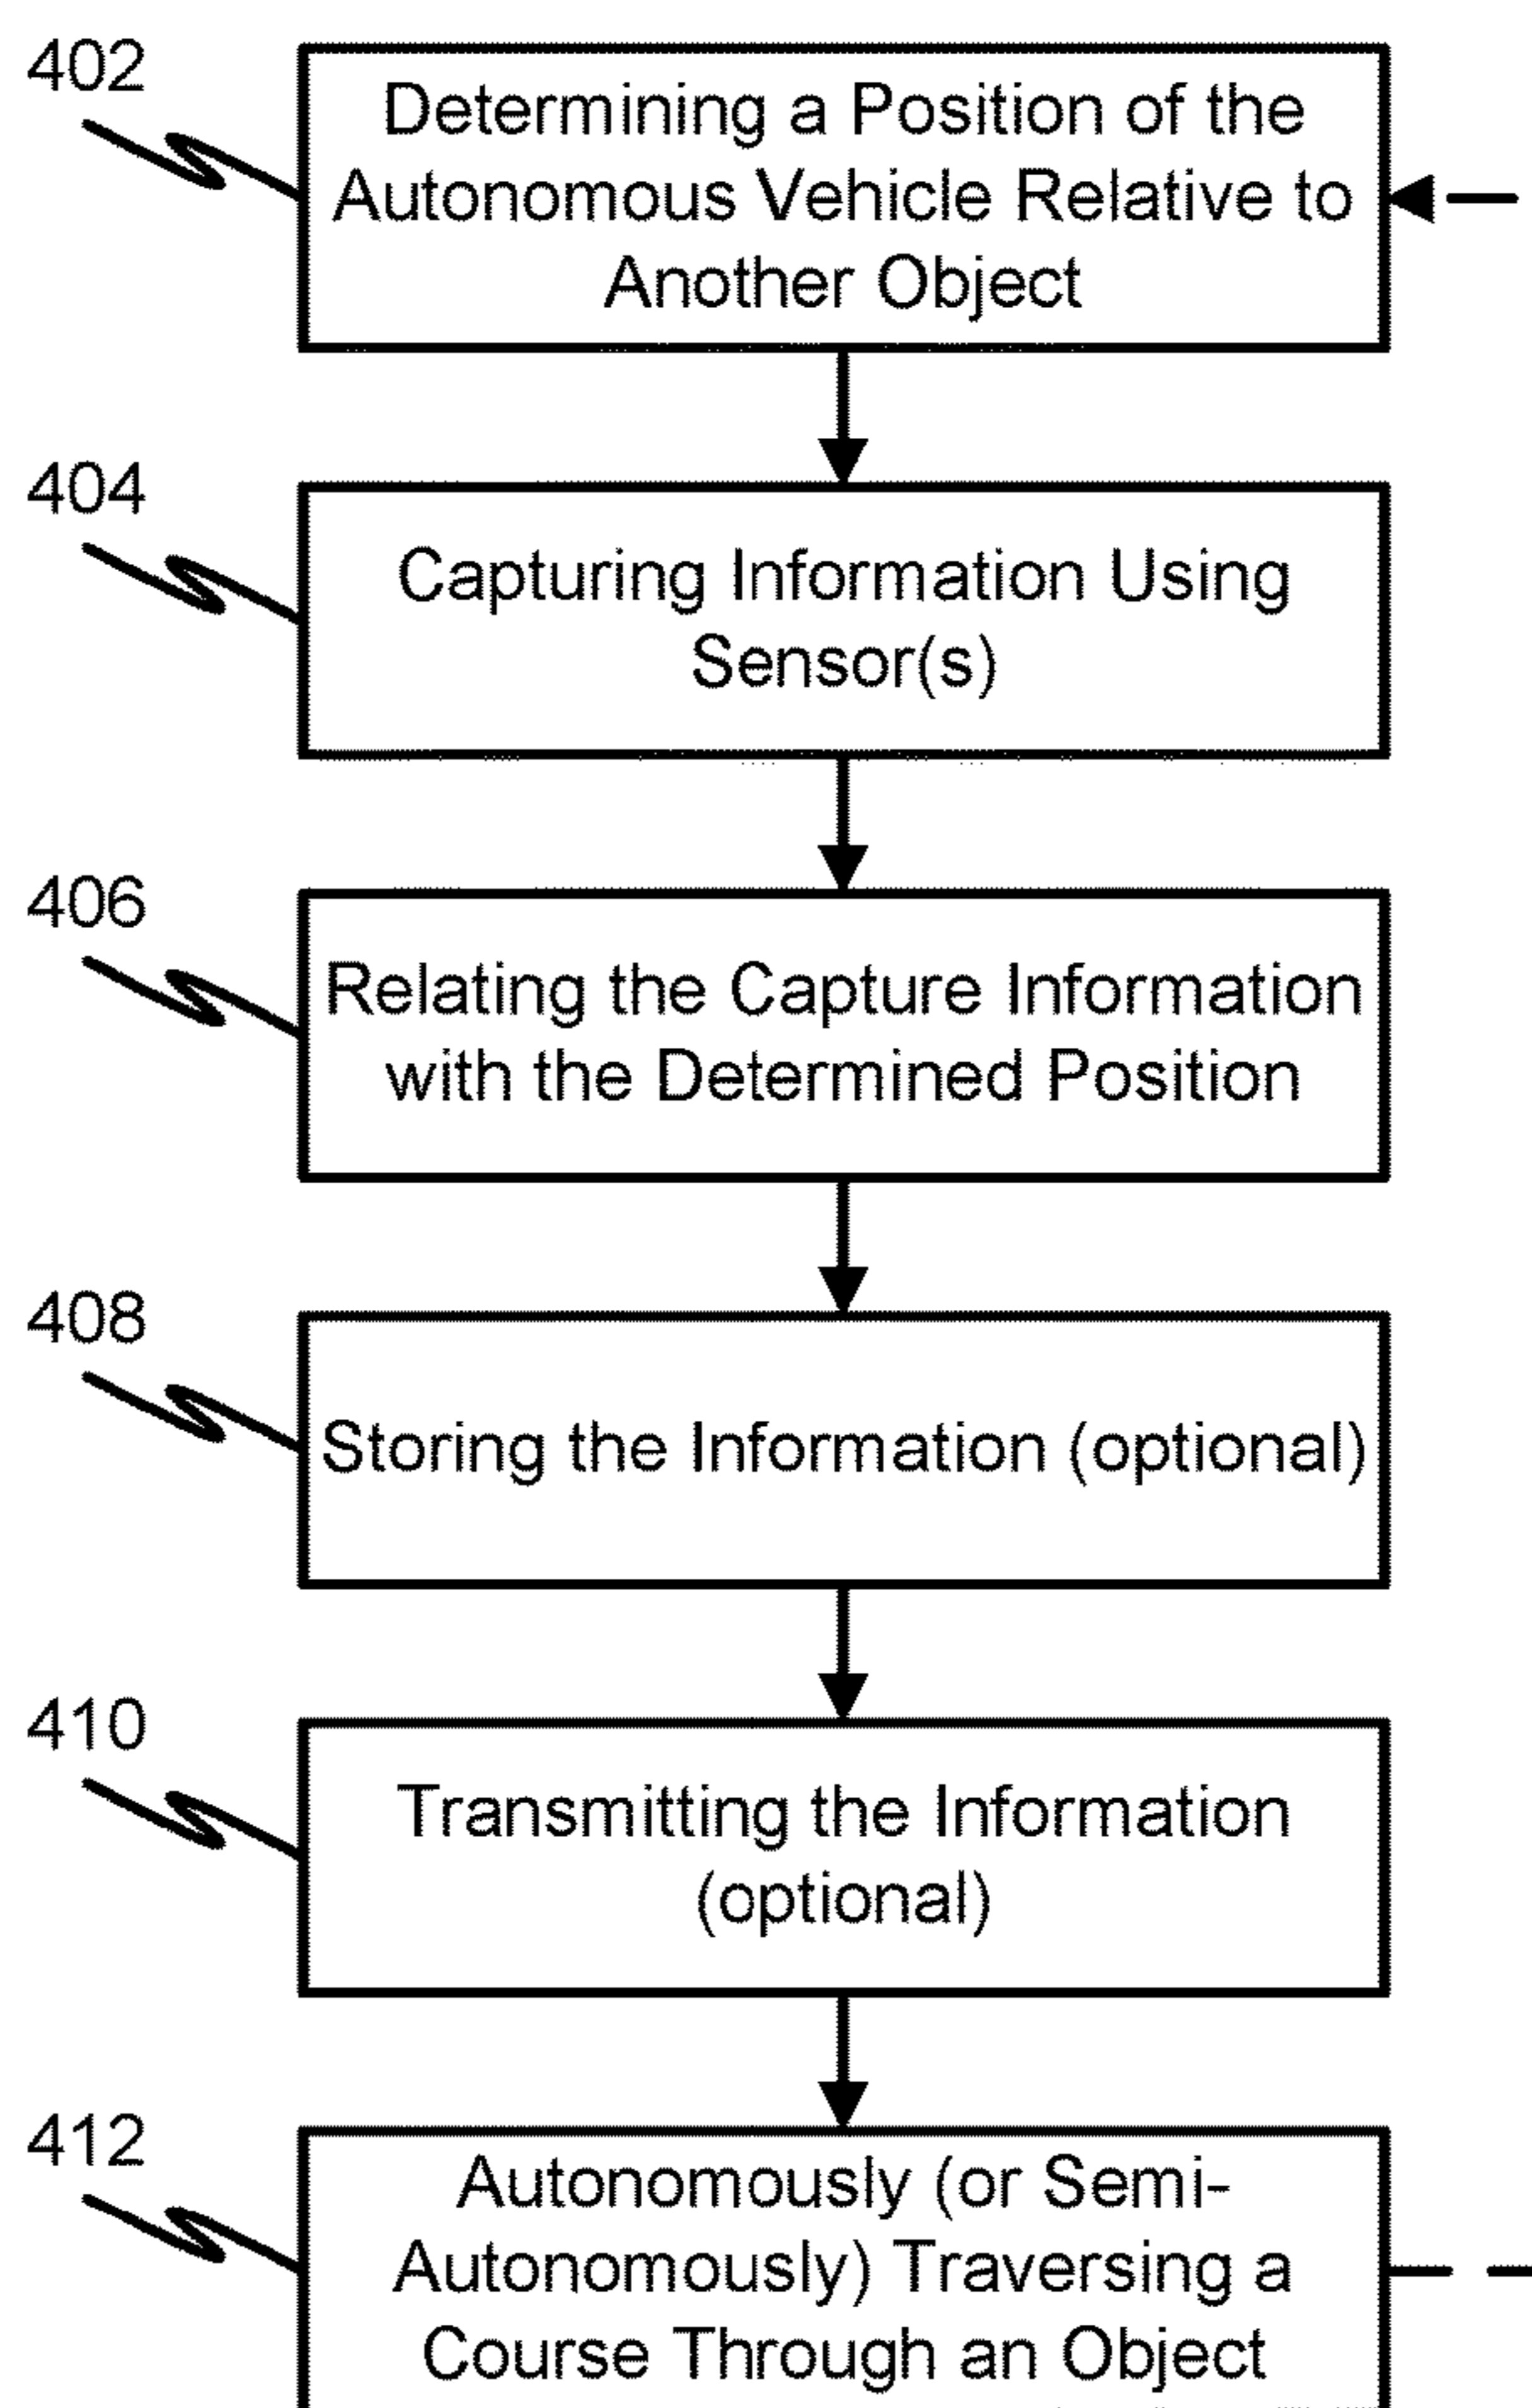 402
Determining a Position of the
Autonomous Vehicle Relative to
Another Object
404
Capturing Information Using
Sensor(s)
406
Relating the Capture Information
with the Determined Position
408
Storing the Information (optional)
410
Transmitting the Information
(optional)
412
Autonomously (or Semi-
Autonomously) Traversing a
Course Through an Object